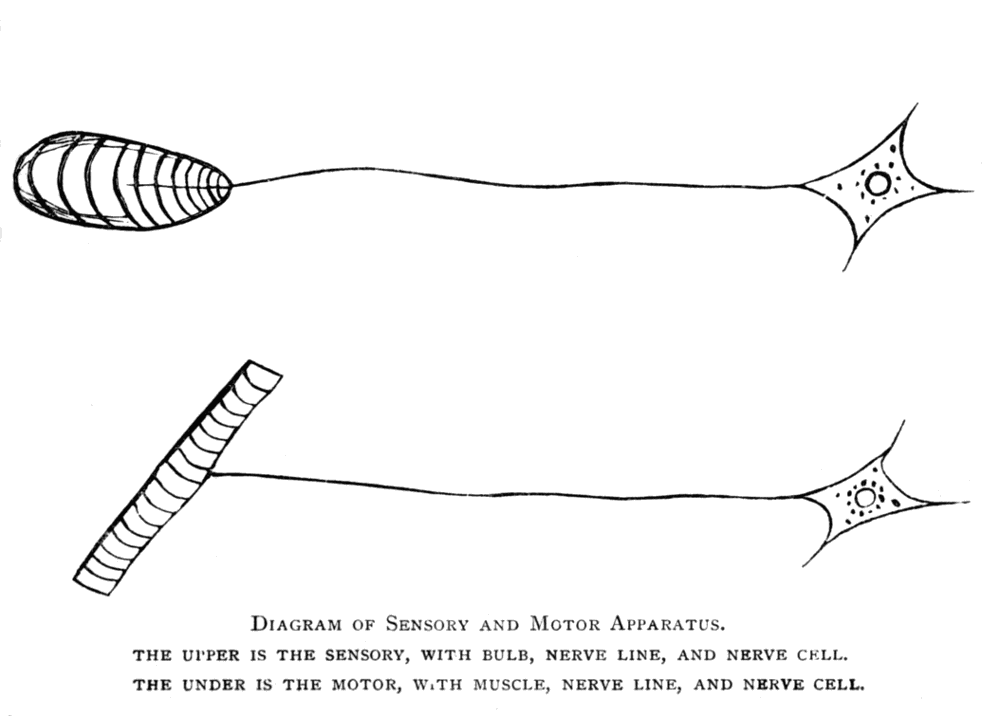 DIAGRAM OF SENSORY AND MOTOR APPARATUS.
THE UPPER IS THE SENSORY, WITH BULB, NERVE LINE, AND NERVE CELL.
THE UNDER IS THE MOTOR, WITH MUSCLE, NERVE LINE, AND NERVE CELL.